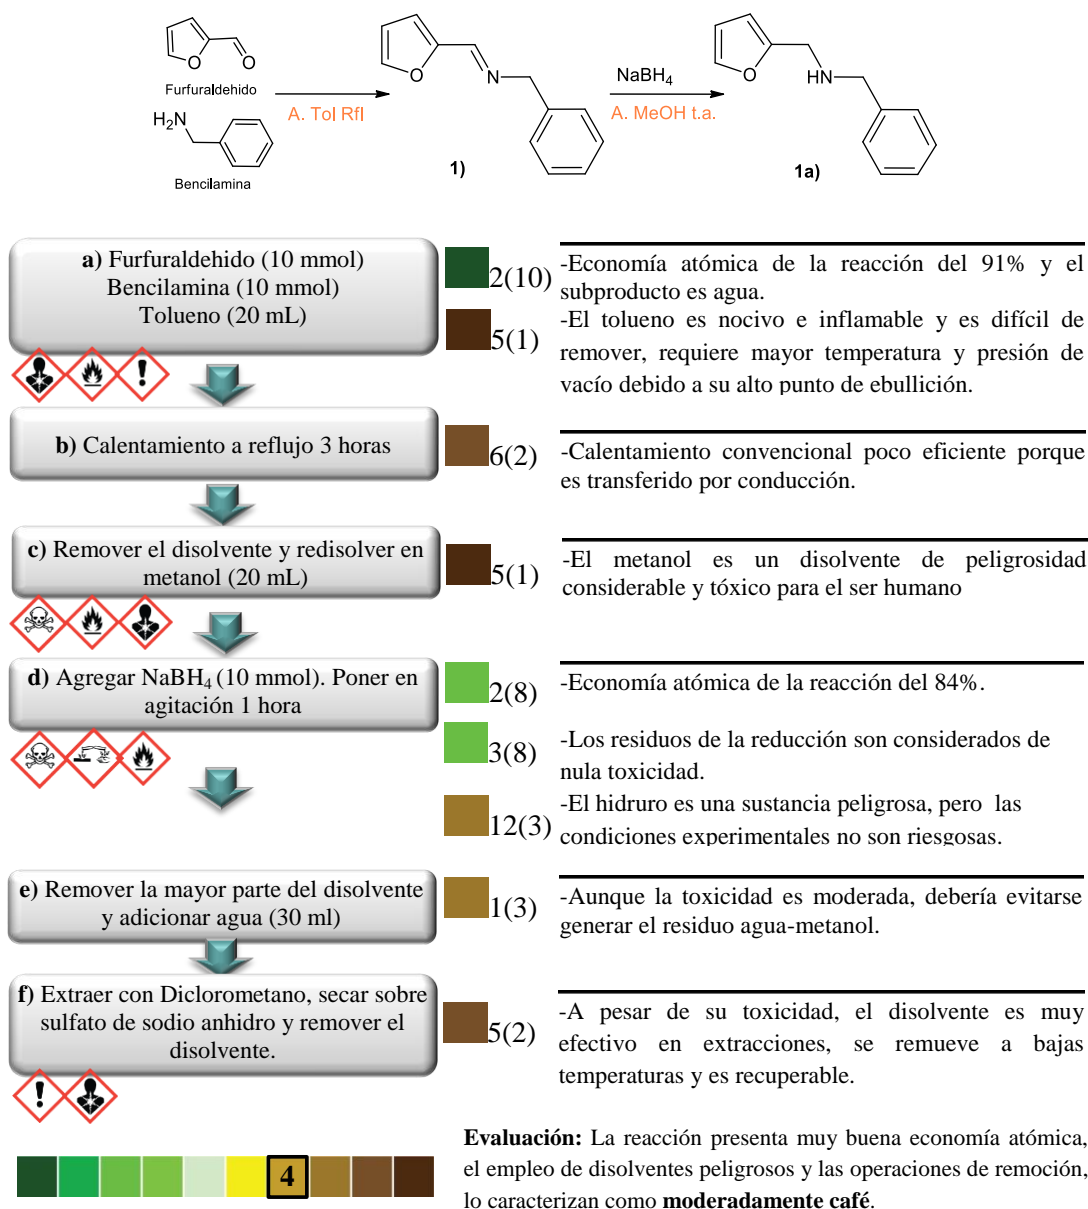 O
O
Furfuraldehido
H₂N
Bencilamina
A. Tol Rfl
O
N
1)
NaBH₄
A. MeOH t.a.
O
HN
1a)
a) Furfuraldehido (10 mmol)
Bencilamina (10 mmol)
Tolueno (20 mL)
2(10)
-Economía atómica de la reacción del 91% y el
subproducto es agua.
5(1)
-El tolueno es nocivo e inflamable y es difícil de
remover, requiere mayor temperatura y presión de
vacío debido a su alto punto de ebullición.
b) Calentamiento a reflujo 3 horas
6(2)
-Calentamiento convencional poco eficiente porque
es transferido por conducción.
c) Remover el disolvente y redisolver en
metanol (20 mL)
5(1)
-El metanol es un disolvente de peligrosidad
considerable y tóxico para el ser humano
d) Agregar NaBH₄ (10 mmol). Poner en
agitación 1 hora
2(8)
-Economía atómica de la reacción del 84%.
3(8)
-Los residuos de la reducción son considerados de
nula toxicidad.
12(3)
-El hidruro es una sustancia peligrosa, pero las
condiciones experimentales no son riesgosas.
e) Remover la mayor parte del disolvente
y adicionar agua (30 ml)
1(3)
-Aunque la toxicidad es moderada, debería evitarse
generar el residuo agua-metanol.
f) Extraer con Diclorometano, secar sobre
sulfato de sodio anhidro y remover el
disolvente.
5(2)
-A pesar de su toxicidad, el disolvente es muy
efectivo en extracciones, se remueve a bajas
temperaturas y es recuperable.
4
Evaluación: La reacción presenta muy buena economía atómica,
el empleo de disolventes peligrosos y las operaciones de remoción,
lo caracterizan como moderadamente café.